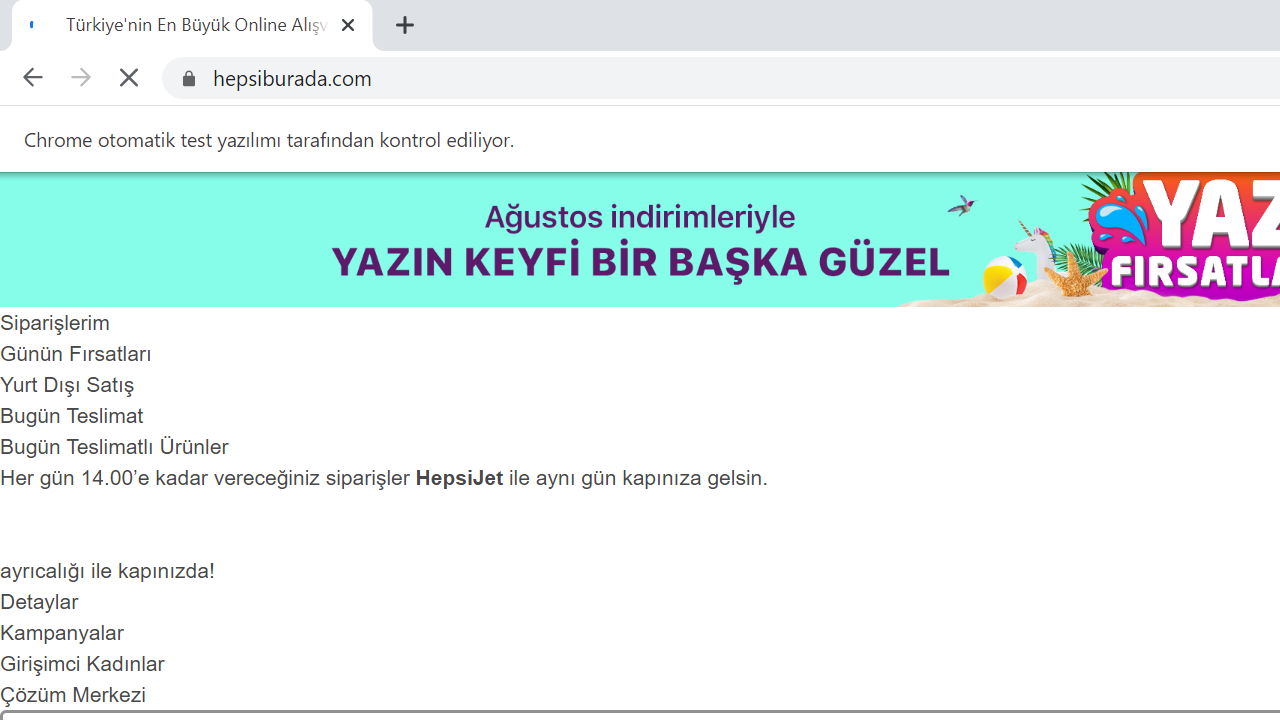 Türkiye'nin En Büyük Online Alışv
hepsiburada.com
Chrome otomatik test yazılımı tarafından kontrol ediliyor.
Ağustos indirimleriyle
YAZIN KEYFİ BİR BAŞKA GÜZEL
YAZ
FIRSATLA
Siparişlerim
Günün Fırsatları
Yurt Dışı Satış
Bugün Teslimat
Bugün Teslimatlı Ürünler
Her gün 14.00’e kadar vereceğiniz siparişler HepsiJet ile aynı gün kapınıza gelsin.
ayrıcalığı ile kapınızda!
Detaylar
Kampanyalar
Girişimci Kadınlar
Çözüm Merkezi